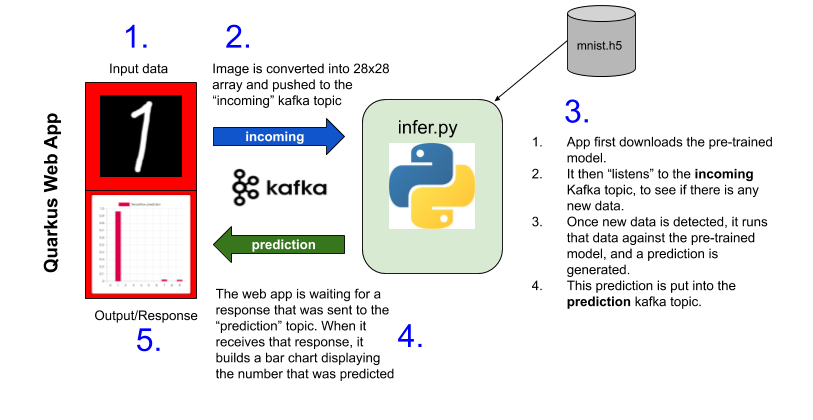 1.
Input data
Quarkus Web App
2.
Image is converted into 28x28
array and pushed to the
“incoming” kafka topic
incoming
kafka
prediction
infer.py
mnist.h5
3.
1. App first downloads the pre-trained
model.
2. It then “listens” to the incoming
Kafka topic, to see if there is any
new data.
3. Once new data is detected, it runs
that data against the pre-trained
model, and a prediction is
generated.
4. This prediction is put into the
prediction kafka topic.
The web app is waiting for a
response that was sent to the
“prediction” topic. When it
receives that response, it
builds a bar chart displaying
the number that was predicted
4.
Output/Response
5.
1